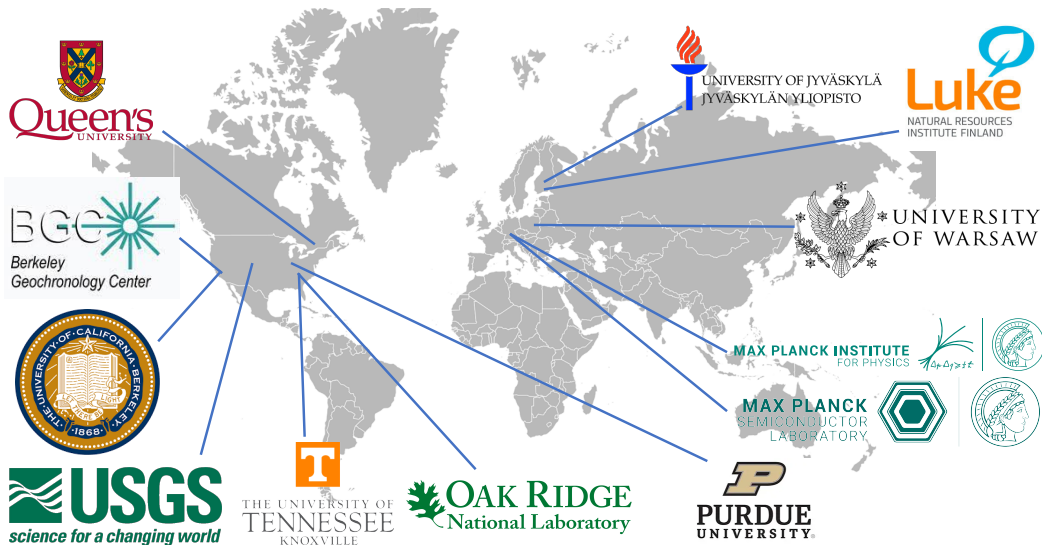 Queen's
UNIVERSITY
UNIVERSITY OF JYVÄSKYLÄ
JYVÄSKYLÄN YLIOPISTO
Luke
NATURAL RESOURCES
INSTITUTE FINLAND
BGC
Berkeley
Geochronology Center
UNIVERSITY
OF WARSAW
THE UNIVERSITY OF CALIFORNIA BERKELEY
1868
MAX PLANCK INSTITUTE
FOR PHYSICS
MAX PLANCK
SEMICONDUCTOR
LABORATORY
USGS
science for a changing world
T
THE UNIVERSITY OF
TENNESSEE
KNOXVILLE
OAK RIDGE
National Laboratory
P
PURDUE
UNIVERSITY®